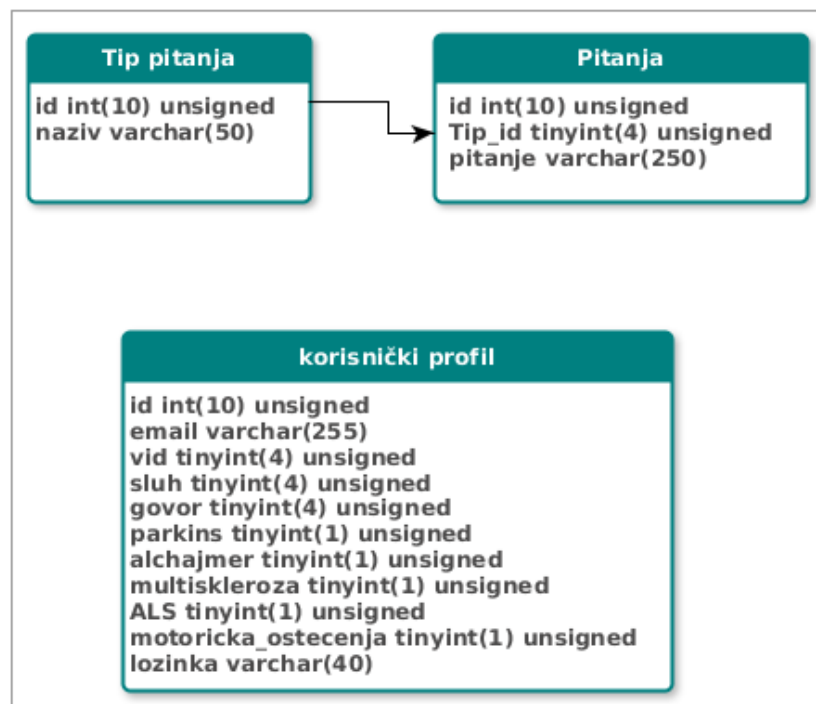 Tip pitanja
id int(10) unsigned
naziv varchar(50)
Pitanja
id int(10) unsigned
Tip_id tinyint(4) unsigned
pitanje varchar(250)
korisnički profil
id int(10) unsigned
email varchar(255)
vid tinyint(4) unsigned
sluh tinyint(4) unsigned
govor tinyint(4) unsigned
parkins tinyint(1) unsigned
alchajmer tinyint(1) unsigned
multiskleroza tinyint(1) unsigned
ALS tinyint(1) unsigned
motoricka_ostecenja tinyint(1) unsigned
lozinka varchar(40)